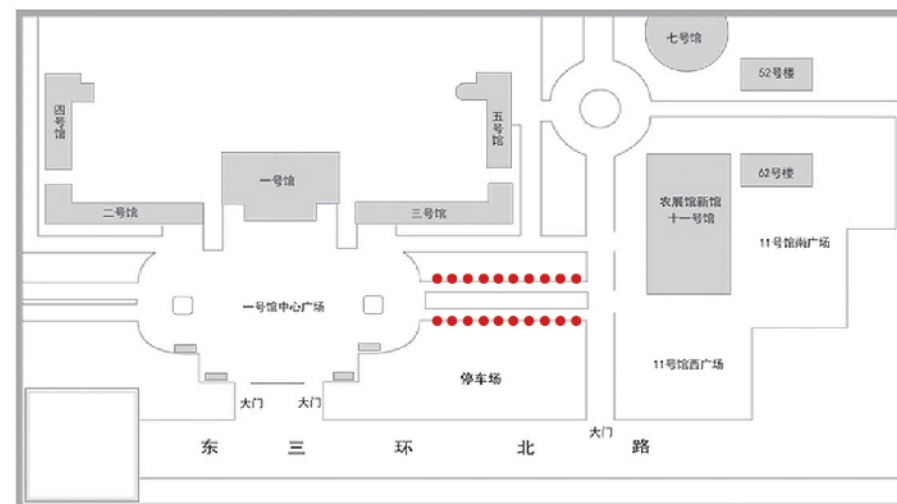 七号馆
52号楼
四号馆
五号馆
一号馆
62号楼
农展馆新馆
十一号馆
二号馆
三号馆
11号馆南广场
一号馆中心广场
11号馆西广场
停车场
大门
大门
大门
东三环北路